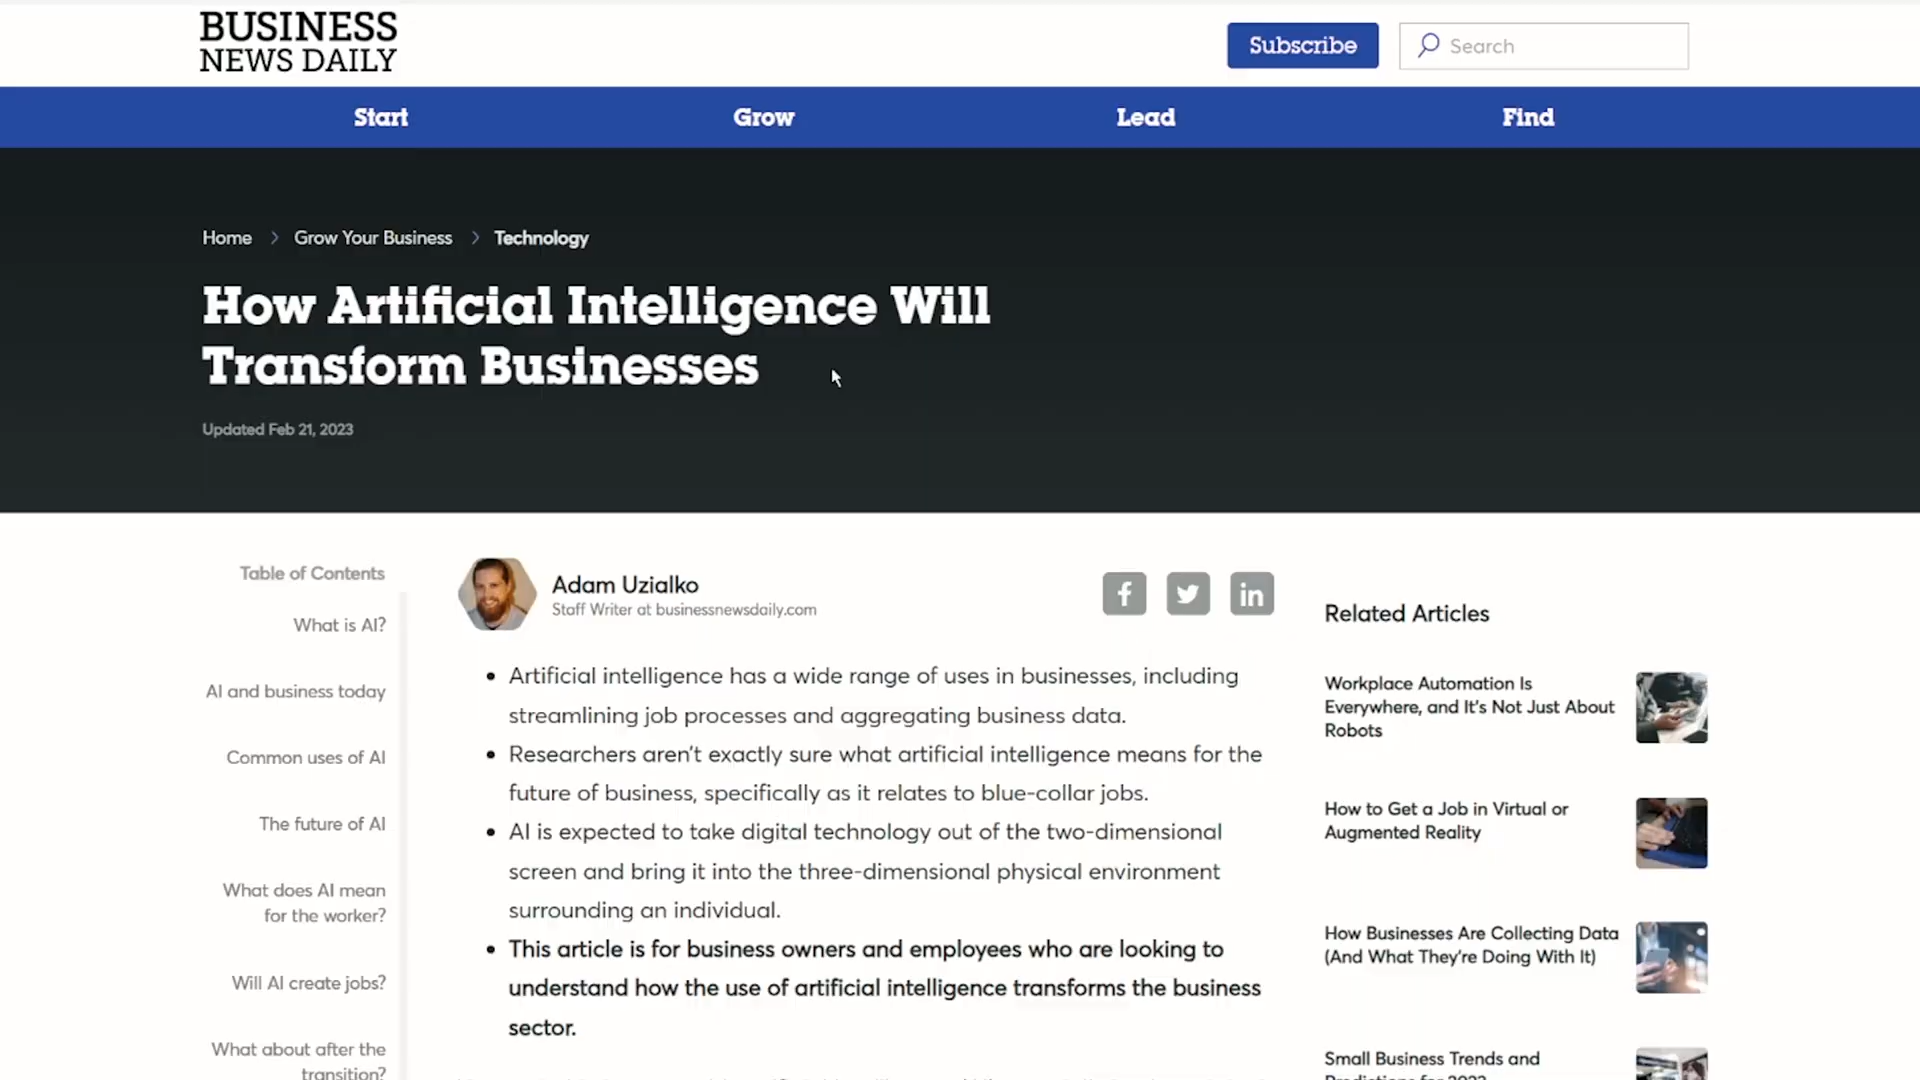 BUSINESS
NEWS DAILY
Subscribe
Search
Start
Grow
Lead
Find
Home > Grow Your Business > Technology
How Artificial Intelligence Will
Transform Businesses
Updated Feb 21, 2023
Table of Contents
What is AI?
AI and business today
Common uses of AI
The future of AI
What does AI mean
for the worker?
Will AI create jobs?
What about after the
transition?
Adam Uzialko
Staff Writer at businessnewsdaily.com
• Artificial intelligence has a wide range of uses in businesses, including
streamlining job processes and aggregating business data.
• Researchers aren't exactly sure what artificial intelligence means for the
future of business, specifically as it relates to blue-collar jobs.
• AI is expected to take digital technology out of the two-dimensional
screen and bring it into the three-dimensional physical environment
surrounding an individual.
• This article is for business owners and employees who are looking to
understand how the use of artificial intelligence transforms the business
sector.
Related Articles
Workplace Automation Is
Everywhere, and It's Not Just About
Robots
How to Get a Job in Virtual or
Augmented Reality
How Businesses Are Collecting Data
(And What They're Doing With It)
Small Business Trends and
Predictions for 2023